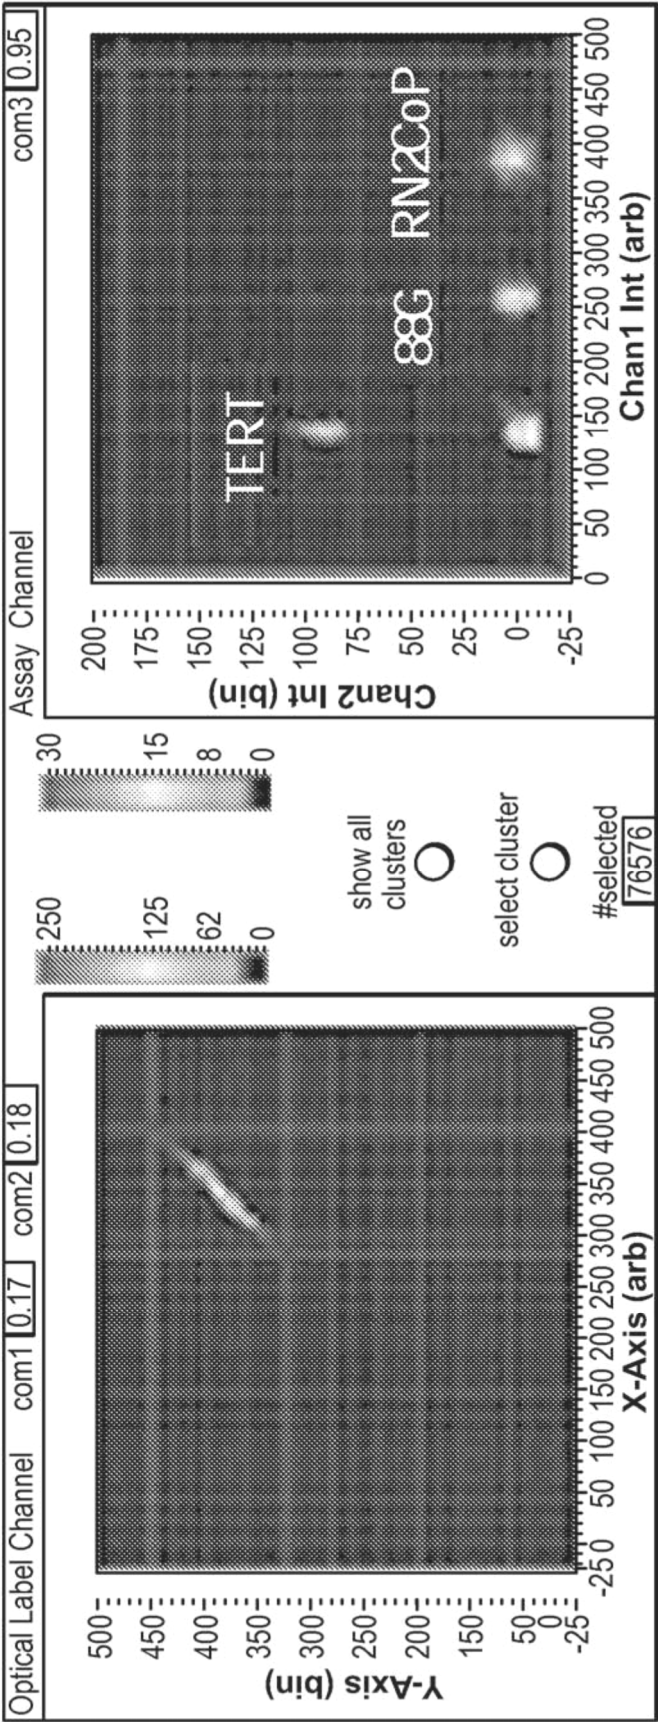 Optical Label Channel com1 0.17 com2 0.18
Assay Channel com3 0.95
500
450
400
350
300
250
200
150
100
50
0
-25
Y-Axis (bin)
-25 0 50 100 150 200 250 300 350 400 450 500
X-Axis (arb)
250
125
62
0
30
15
8
0
show all
clusters
select cluster
#selected
76576
200
175
150
125
100
75
50
25
0
-25
Chan2 Int (bin)
TERT
88G
RN2CoP
0 50 100 150 200 250 300 350 400 450 500
Chan1 Int (arb)